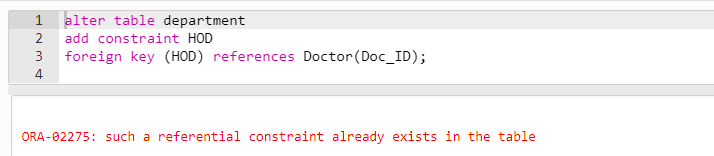 1 alter table department
2 add constraint HOD
3 foreign key (HOD) references Doctor(Doc_ID);
4
ORA-02275: such a referential constraint already exists in the table